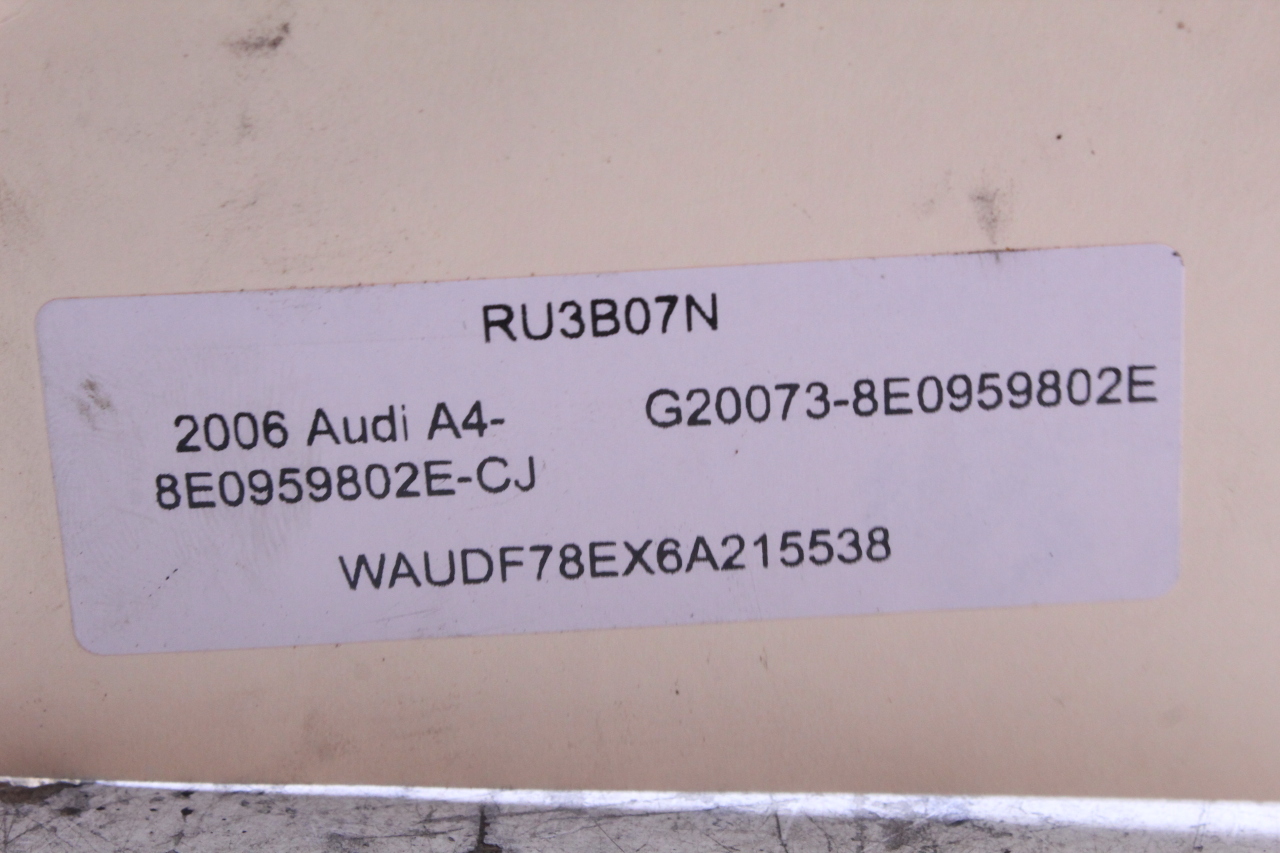 RU3B07N
2006 Audi A4-
8E0959802E-CJ
G20073-8E0959802E
WAUDF78EX6A215538